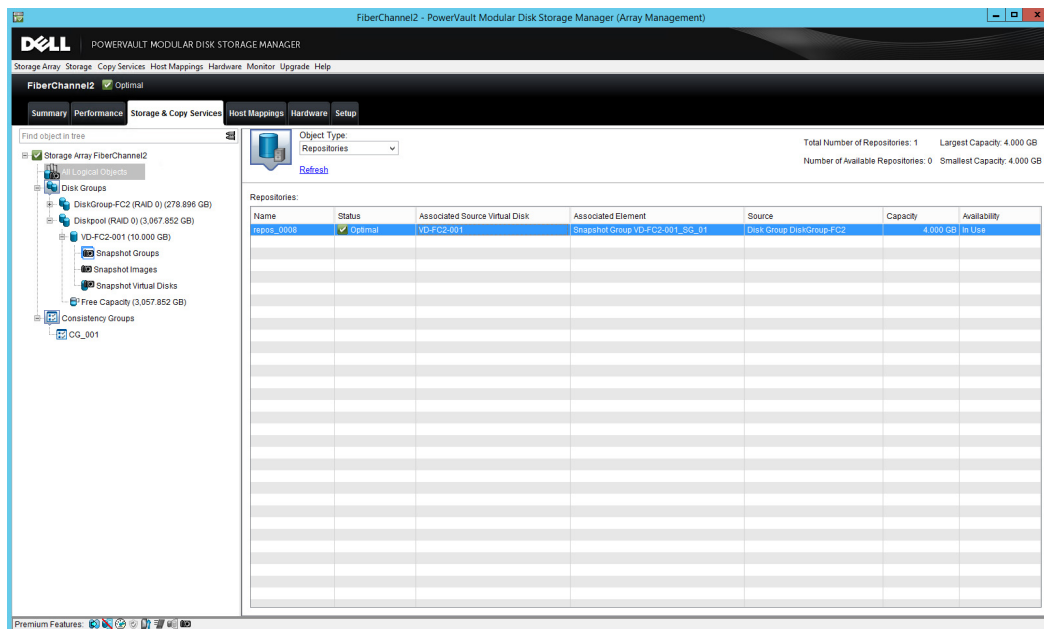 FiberChannel2 - PowerVault Modular Disk Storage Manager (Array Management)
DELL POWERVAULT MODULAR DISK STORAGE MANAGER
Storage Array Storage Copy Services Host Mappings Hardware Monitor Upgrade Help
FiberChannel2 Optimal
Summary Performance Storage & Copy Services Host Mappings Hardware Setup
Find object in tree
Storage Array FiberChannel2
All Logical Objects
Disk Groups
DiskGroup-FC2 (RAID 0) (278.896 GB)
Diskpool (RAID 0) (3,067.852 GB)
VD-FC2-001 (10.000 GB)
Snapshot Groups
Snapshot Images
Snapshot Virtual Disks
Free Capacity (3,057.852 GB)
Consistency Groups
CG_001
Object Type:
Repositories
Refresh
Total Number of Repositories: 1 Largest Capacity: 4.000 GB
Number of Available Repositories: 0 Smallest Capacity: 4.000 GB
Repositories:
Name Status Associated Source Virtual Disk Associated Element Source Capacity Availability
repos_0008 Optimal VD-FC2-001 Snapshot Group VD-FC2-001_SG_01 Disk Group DiskGroup-FC2 4.000 GB In Use
Premium Features: